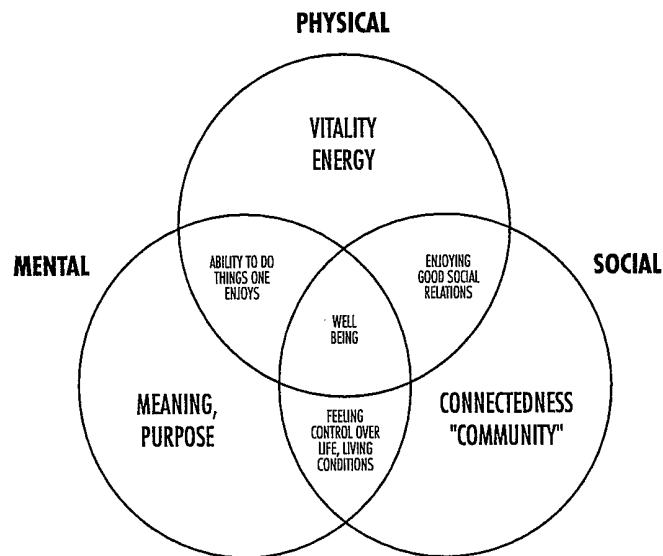 PHYSICAL
VITALITY
ENERGY
MENTAL
ABILITY TO DO
THINGS ONE
ENJOYS
ENJOYING
GOOD SOCIAL
RELATIONS
SOCIAL
WELL
BEING
MEANING,
PURPOSE
FEELING
CONTROL OVER
LIFE, LIVING
CONDITIONS
CONNECTEDNESS
"COMMUNITY"